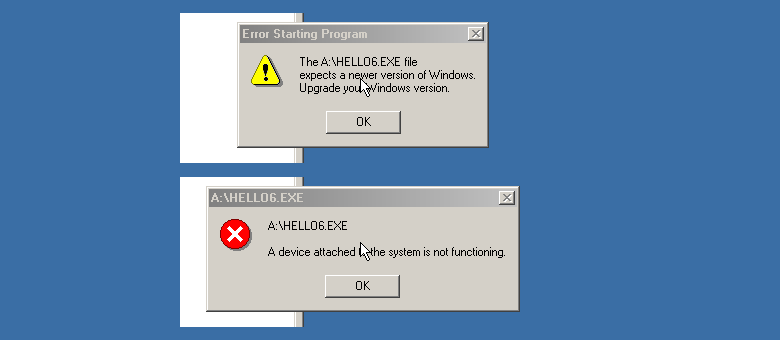 Error Starting Program
The A:\HELLO6.EXE file
expects a newer version of Windows.
Upgrade your Windows version.
OK
A:\HELLO6.EXE
A:\HELLO6.EXE
A device attached to the system is not functioning.
OK